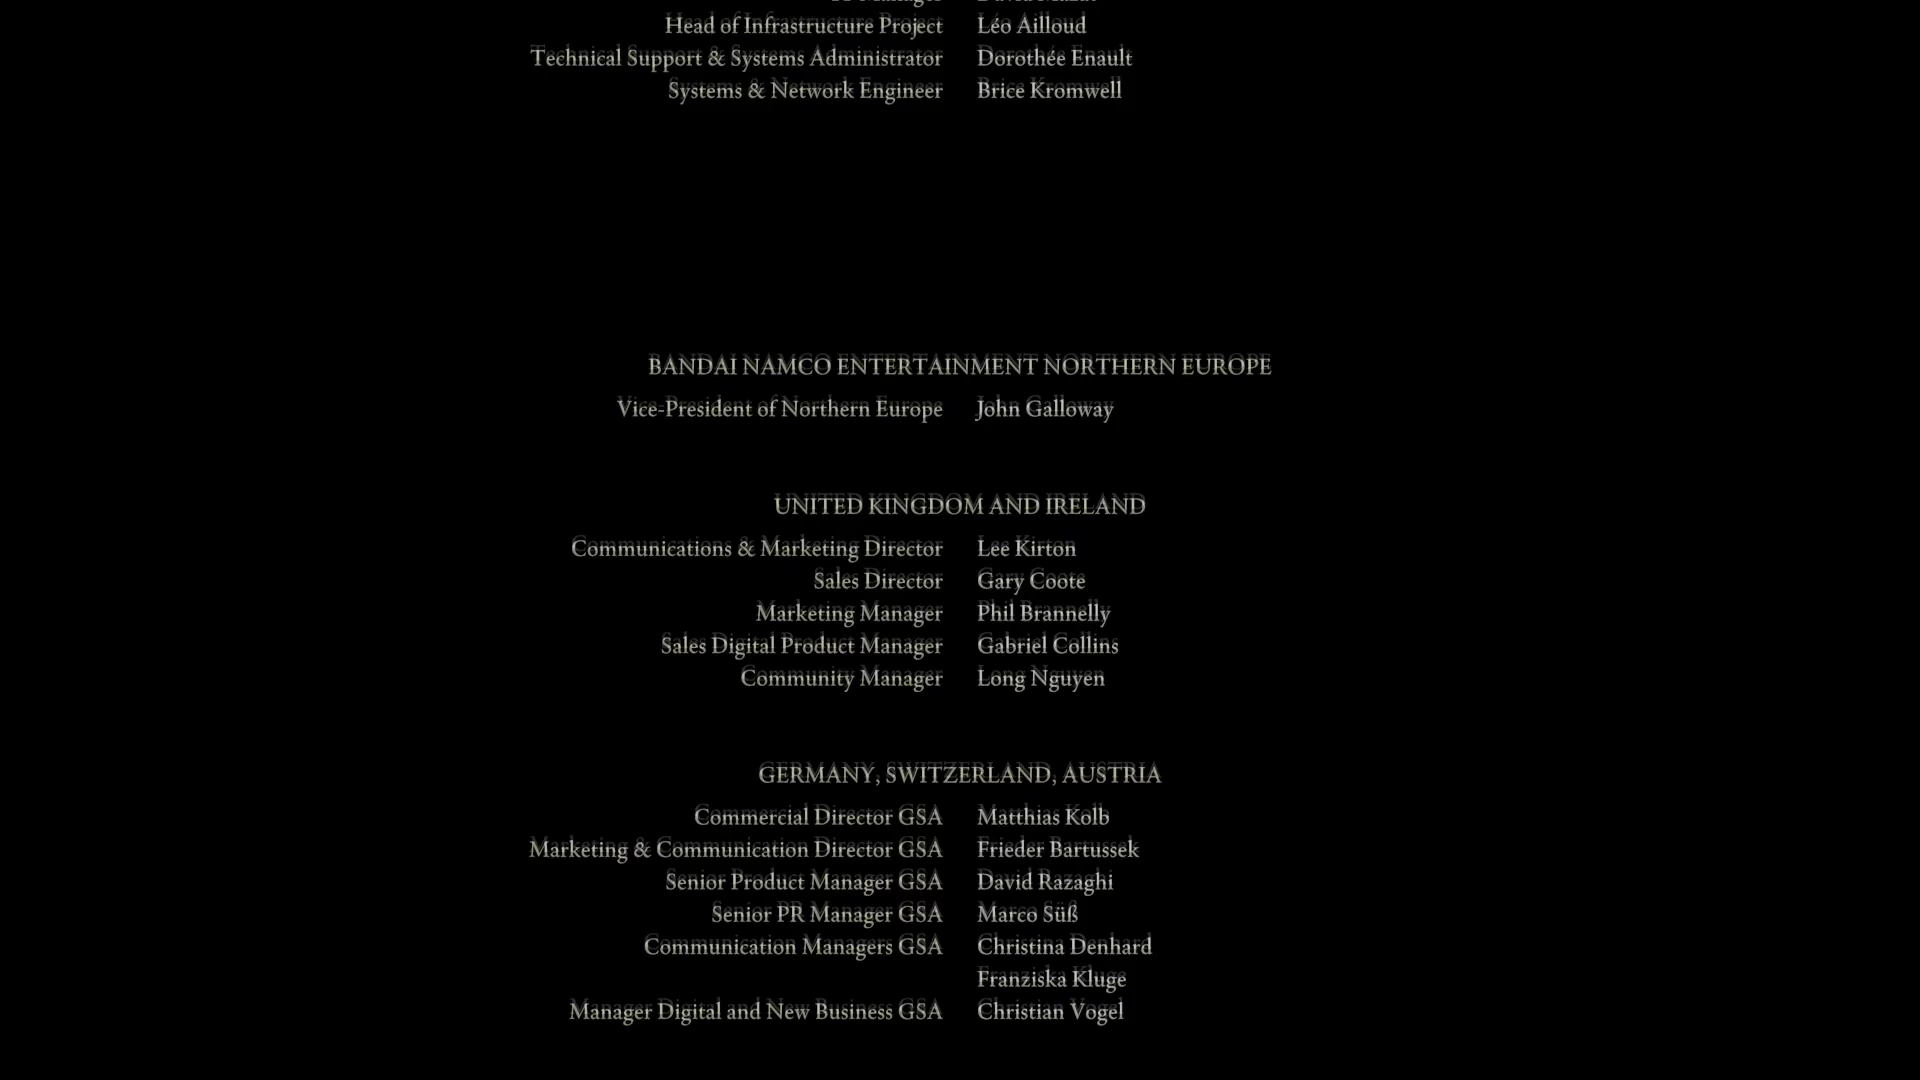 Head of Infrastructure Project Léo Ailloud
Technical Support & Systems Administrator Dorothée Enault
Systems & Network Engineer Brice Kromwell
BANDAI NAMCO ENTERTAINMENT NORTHERN EUROPE
Vice-President of Northern Europe John Galloway
UNITED KINGDOM AND IRELAND
Communications & Marketing Director Lee Kirton
Sales Director Gary Coote
Marketing Manager Phil Brannelly
Sales Digital Product Manager Gabriel Collins
Community Manager Long Nguyen
GERMANY, SWITZERLAND, AUSTRIA
Commercial Director GSA Matthias Kolb
Marketing & Communication Director GSA Frieder Bartussek
Senior Product Manager GSA David Razaghi
Senior PR Manager GSA Marco Süß
Communication Managers GSA Christina Denhard
Franziska Kluge
Manager Digital and New Business GSA Christian Vogel